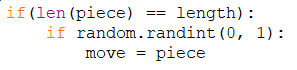 if(len(piece) == length):
    if random.randint(0, 1):
        move = piece